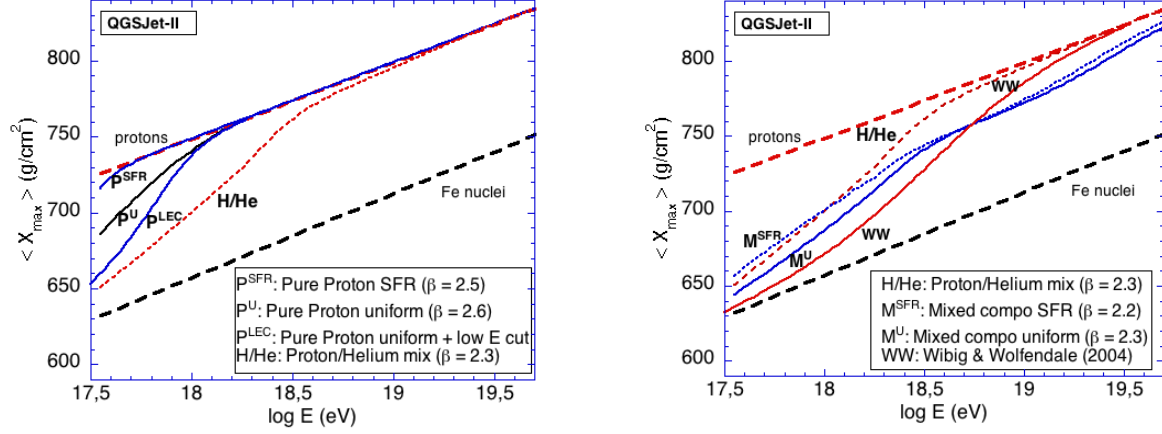 QGSJet-II
800
750
700
650
600
< Xmax > (g/cm²)
protons
P^SFR
P^U
P^LEC
H/He
Fe nuclei
P^SFR: Pure Proton SFR (β = 2.5)
P^U: Pure Proton uniform (β = 2.6)
P^LEC: Pure Proton uniform + low E cut
H/He: Proton/Helium mix (β = 2.3)
17,5 18 18,5 19 19,5
log E (eV)
QGSJet-II
800
750
700
650
600
< Xmax > (g/cm²)
WW
protons
H/He
Fe nuclei
M^SFR
WW
M^U
H/He: Proton/Helium mix (β = 2.3)
M^SFR: Mixed compo SFR (β = 2.2)
M^U: Mixed compo uniform (β = 2.3)
WW: Wibig & Wolfendale (2004)
17,5 18 18,5 19 19,5
log E (eV)